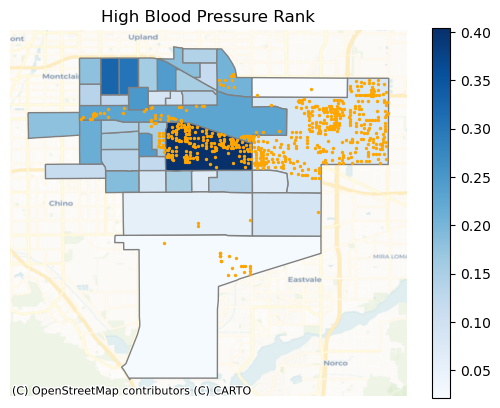 High Blood Pressure Rank
ont
Upland
Montclair
Chino
Eastvale
MIRA LOMA
Norco
(C) OpenStreetMap contributors (C) CARTO
0.40
0.35
0.30
0.25
0.20
0.15
0.10
0.05